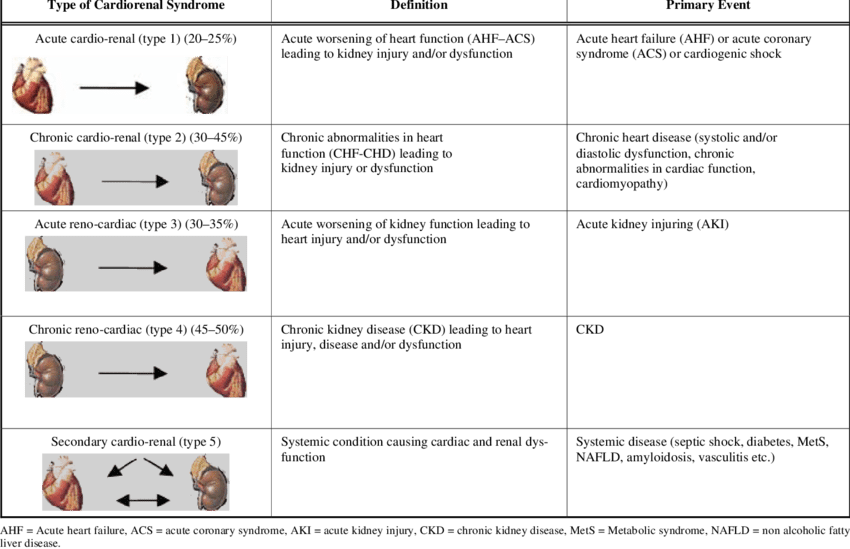 Type of Cardiorenal Syndrome
Definition
Primary Event
Acute cardio-renal (type 1) (20–25%)
Acute worsening of heart function (AHF–ACS)
leading to kidney injury and/or dysfunction
Acute heart failure (AHF) or acute coronary
syndrome (ACS) or cardiogenic shock
Chronic cardio-renal (type 2) (30–45%)
Chronic abnormalities in heart
function (CHF-CHD) leading to
kidney injury or dysfunction
Chronic heart disease (systolic and/or
diastolic dysfunction, chronic
abnormalities in cardiac function,
cardiomyopathy)
Acute reno-cardiac (type 3) (30–35%)
Acute worsening of kidney function leading to
heart injury and/or dysfunction
Acute kidney injuring (AKI)
Chronic reno-cardiac (type 4) (45–50%)
Chronic kidney disease (CKD) leading to heart
injury, disease and/or dysfunction
CKD
Secondary cardio-renal (type 5)
Systemic condition causing cardiac and renal dys-
function
Systemic disease (septic shock, diabetes, MetS,
NAFLD, amyloidosis, vasculitis etc.)
AHF = Acute heart failure, ACS = acute coronary syndrome, AKI = acute kidney injury, CKD = chronic kidney disease, MetS = Metabolic syndrome, NAFLD = non alcoholic fatty
liver disease.